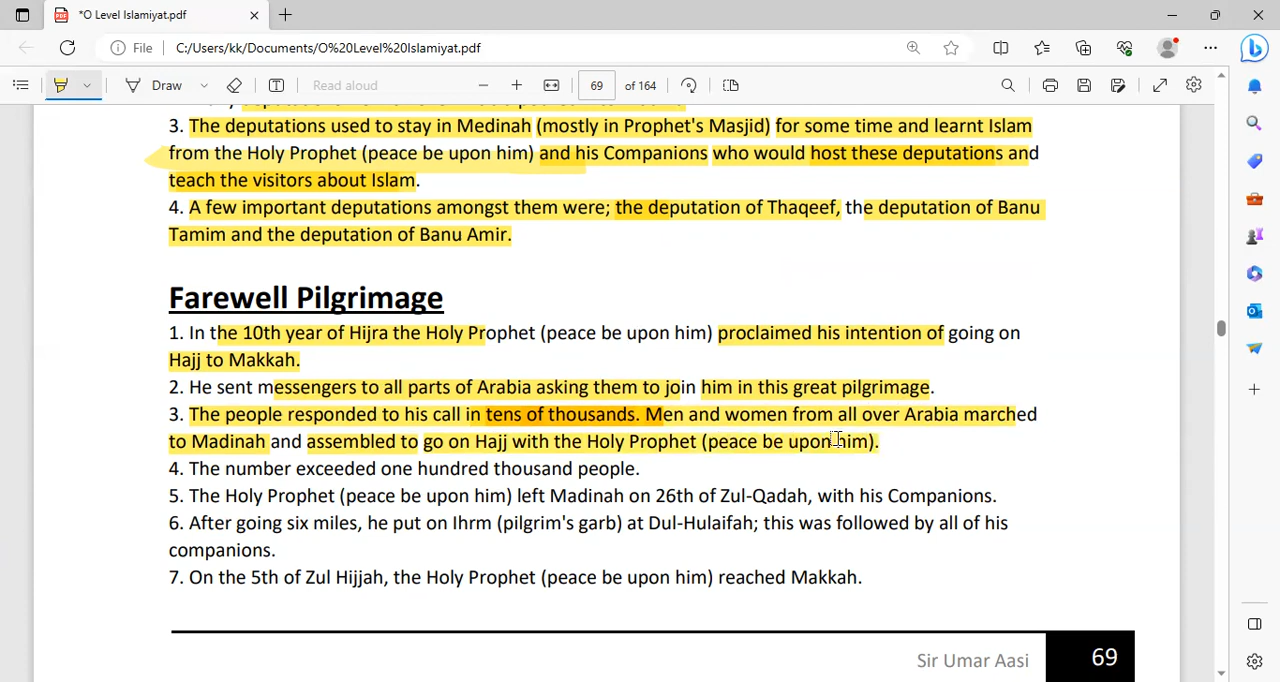 *O Level Islamiyat.pdf
File
C:/Users/kk/Documents/O%20Level%20Islamiyat.pdf
Draw
Read aloud
69 of 164
3. The deputations used to stay in Medinah (mostly in Prophet's Masjid) for some time and learnt Islam
from the Holy Prophet (peace be upon him) and his Companions who would host these deputations and
teach the visitors about Islam.
4. A few important deputations amongst them were; the deputation of Thaqeef, the deputation of Banu
Tamim and the deputation of Banu Amir.
Farewell Pilgrimage
1. In the 10th year of Hijra the Holy Prophet (peace be upon him) proclaimed his intention of going on
Hajj to Makkah.
2. He sent messengers to all parts of Arabia asking them to join him in this great pilgrimage.
3. The people responded to his call in tens of thousands. Men and women from all over Arabia marched
to Madinah and assembled to go on Hajj with the Holy Prophet (peace be upon him).
4. The number exceeded one hundred thousand people.
5. The Holy Prophet (peace be upon him) left Madinah on 26th of Zul-Qadah, with his Companions.
6. After going six miles, he put on Ihrm (pilgrim's garb) at Dul-Hulaifah; this was followed by all of his
companions.
7. On the 5th of Zul Hijjah, the Holy Prophet (peace be upon him) reached Makkah.
Sir Umar Aasi 69